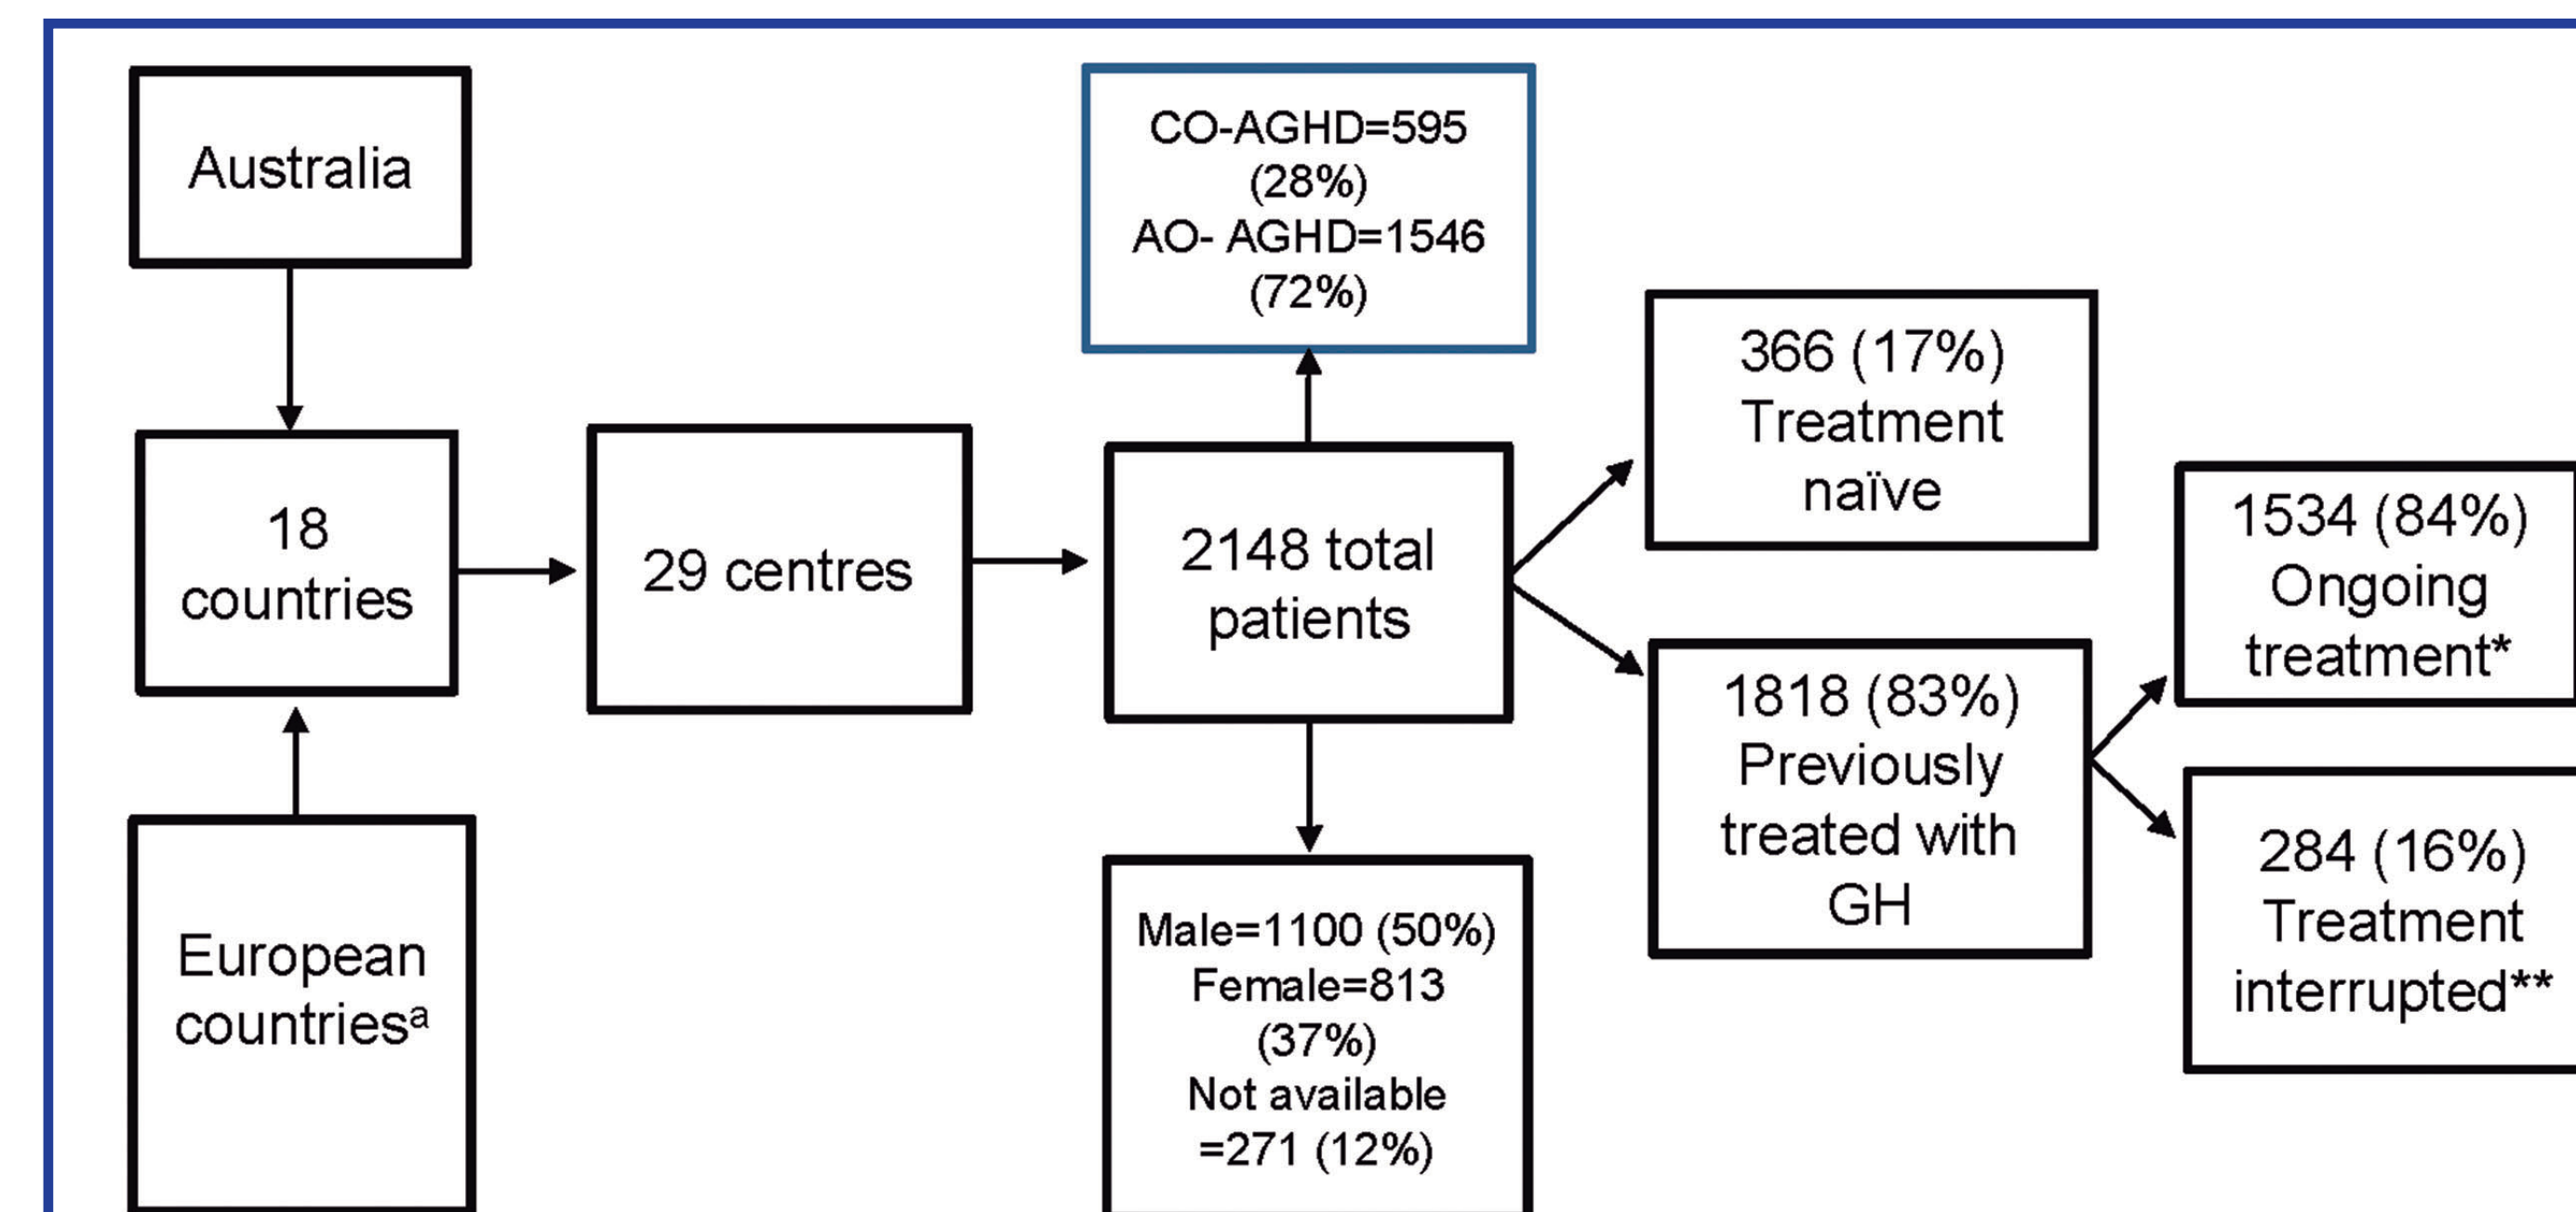 Australia
18
countries
European
countriesᵃ
29 centres
CO-AGHD=595
(28%)
AO- AGHD=1546
(72%)
2148 total
patients
Male=1100 (50%)
Female=813
(37%)
Not available
=271 (12%)
366 (17%)
Treatment
naïve
1818 (83%)
Previously
treated with
GH
1534 (84%)
Ongoing
treatment*
284 (16%)
Treatment
interrupted**